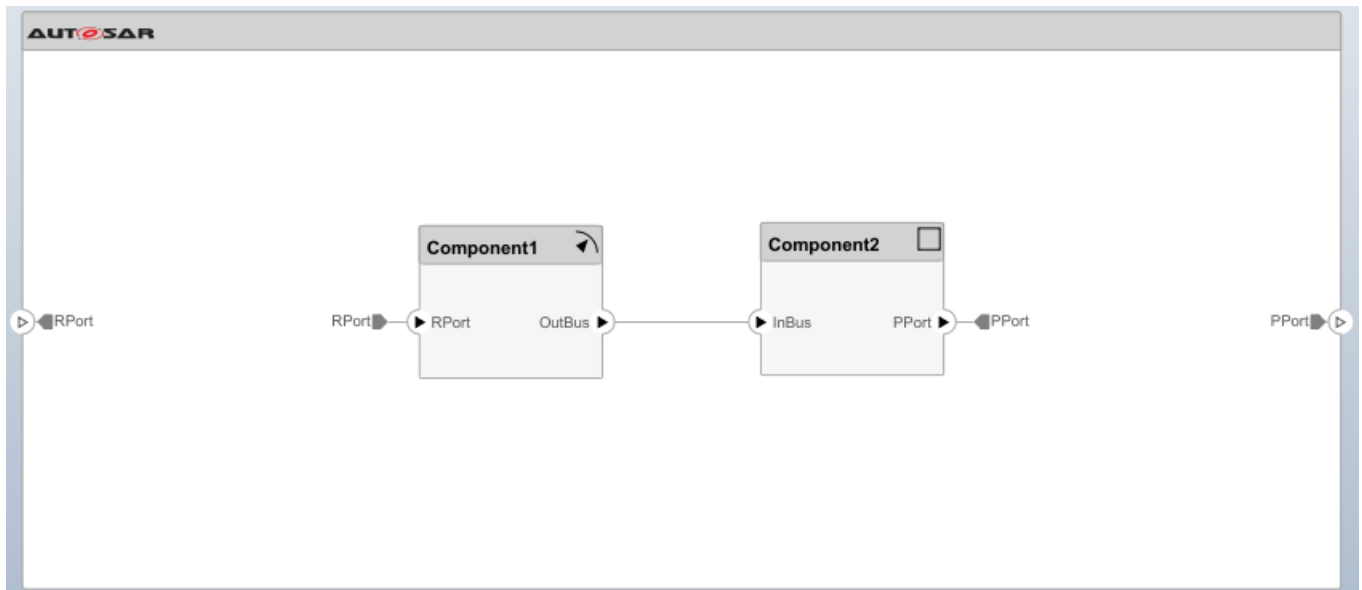 AUTOSAR
Component1
Component2
RPort
RPort
RPort
OutBus
InBus
PPort
PPort
PPort